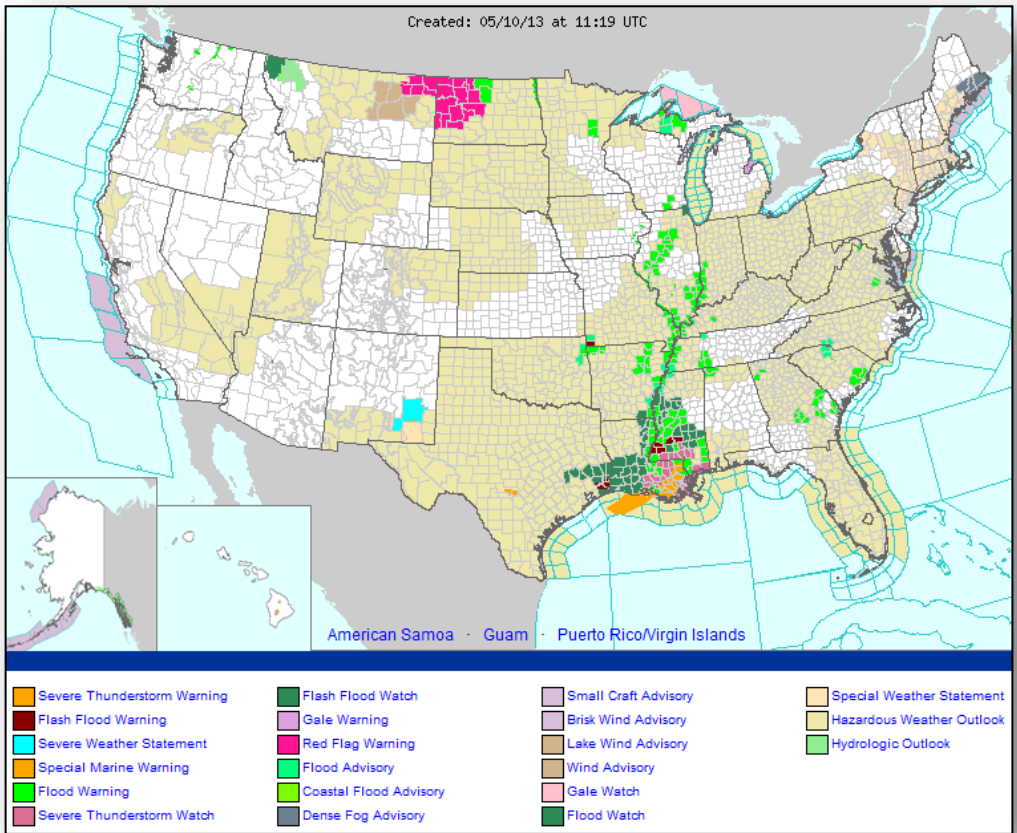 Created: 05/10/13 at 11:19 UTC
American Samoa · Guam · Puerto Rico/Virgin Islands
Severe Thunderstorm Warning
Flash Flood Warning
Severe Weather Statement
Special Marine Warning
Flood Warning
Severe Thunderstorm Watch
Flash Flood Watch
Gale Warning
Red Flag Warning
Flood Advisory
Coastal Flood Advisory
Dense Fog Advisory
Small Craft Advisory
Brisk Wind Advisory
Lake Wind Advisory
Wind Advisory
Gale Watch
Flood Watch
Special Weather Statement
Hazardous Weather Outlook
Hydrologic Outlook